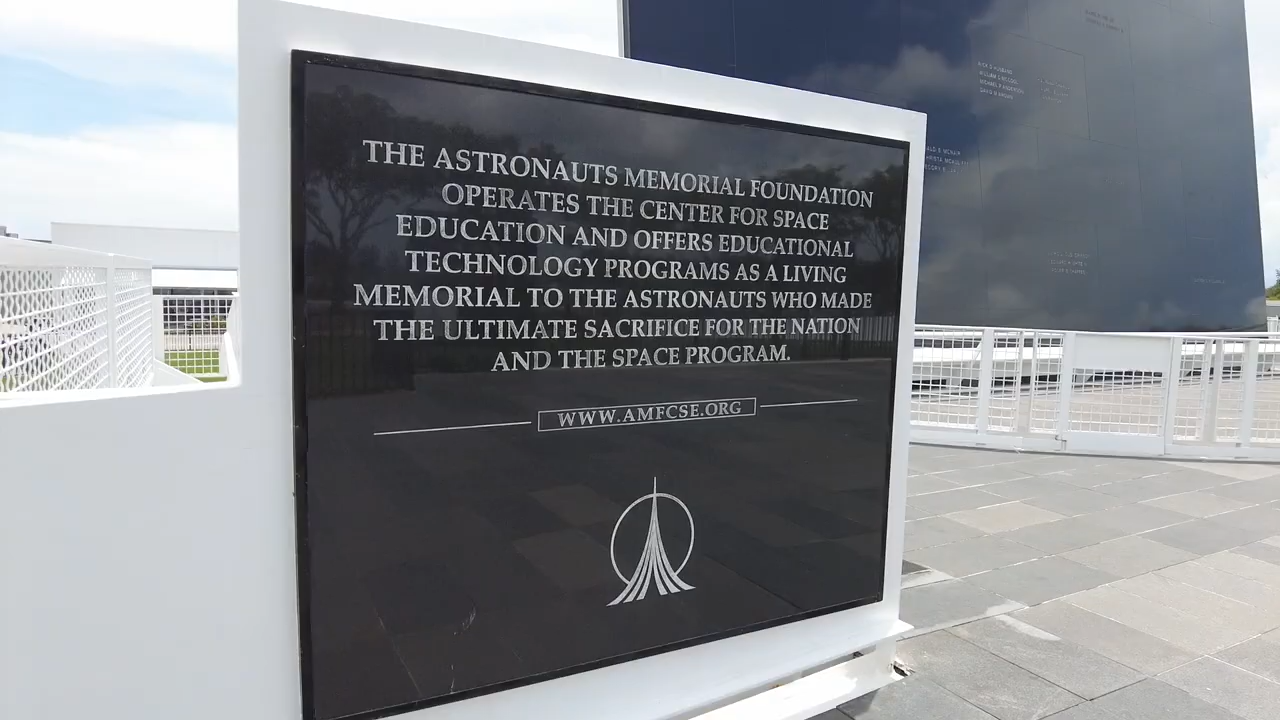 THE ASTRONAUTS MEMORIAL FOUNDATION
OPERATES THE CENTER FOR SPACE
EDUCATION AND OFFERS EDUCATIONAL
TECHNOLOGY PROGRAMS AS A LIVING
MEMORIAL TO THE ASTRONAUTS WHO MADE
THE ULTIMATE SACRIFICE FOR THE NATION
AND THE SPACE PROGRAM.
WWW.AMFCSE.ORG